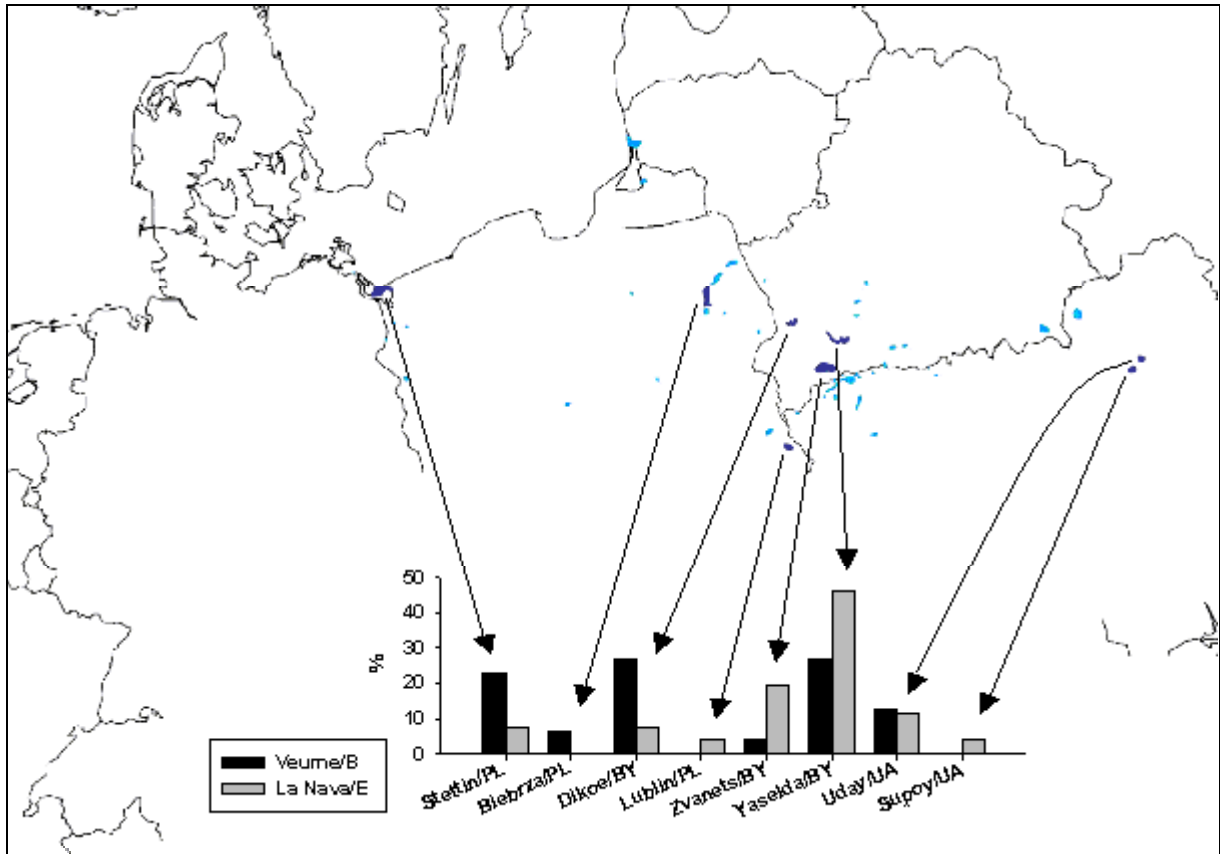 50
40
30
20
10
0
%
Veurne/B
La Nava/E
Stettin/PL
Biebrza/PL
Dikoe/BY
Lublin/PL
Zvanets/BY
Yaselda/BY
Uday/UA
Supoy/UA